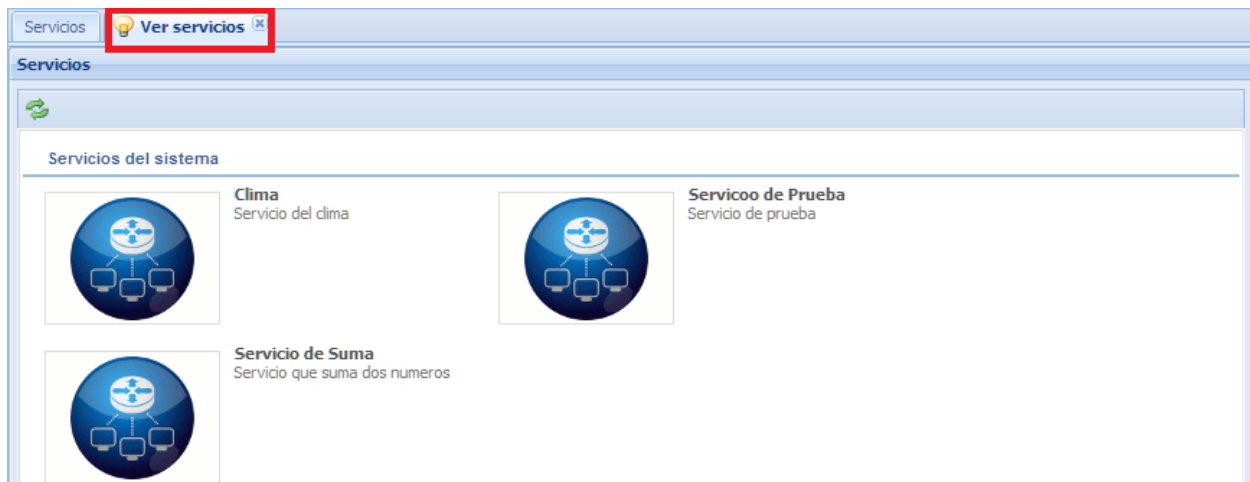 Servicios
Ver servicios
Servicios
Servicios del sistema
Clima
Servicio del clima
Servicoo de Prueba
Servicio de prueba
Servicio de Suma
Servicio que suma dos numeros